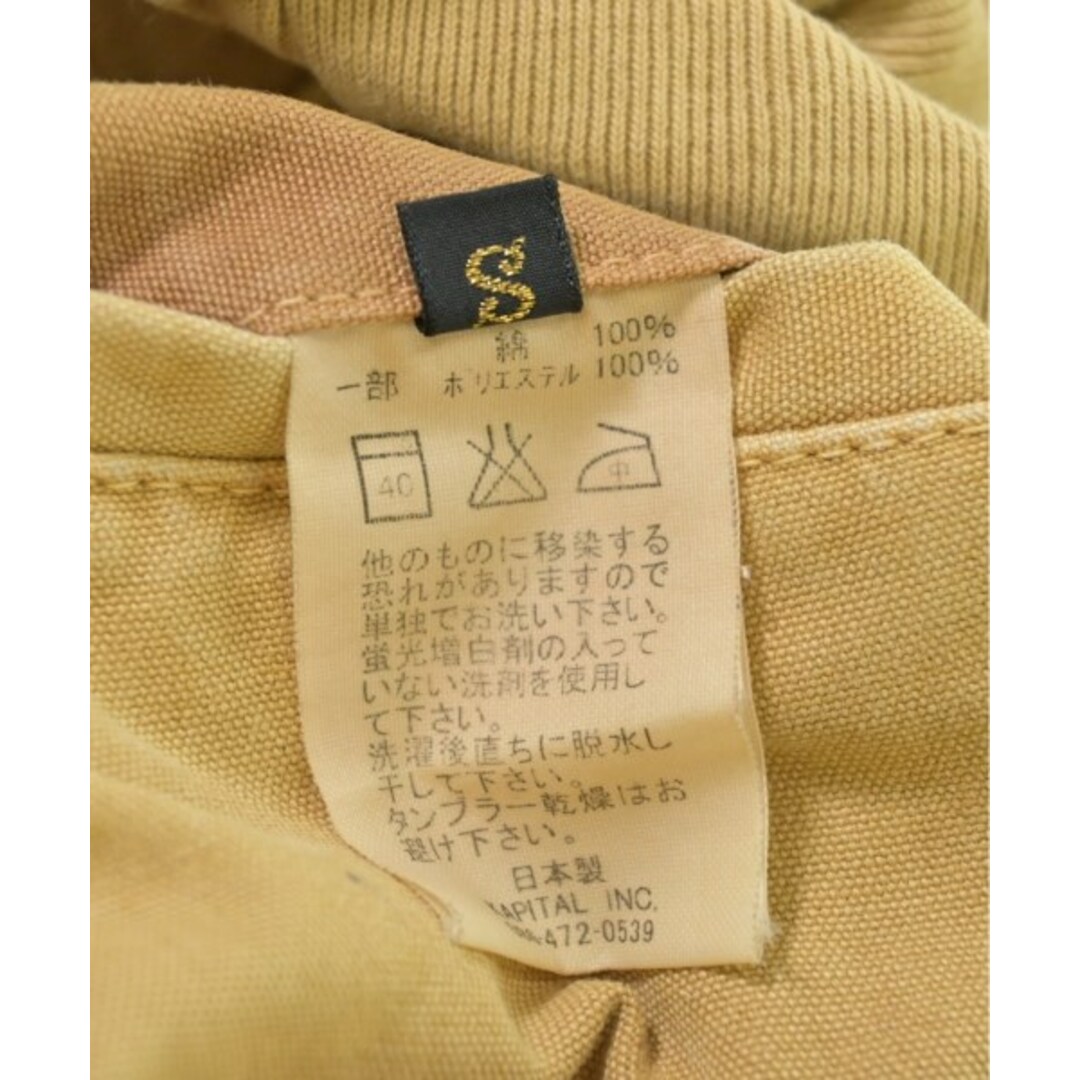 S
綿 100%
一部 ポリエステル 100%
40
中
他のものに移染する
恐れがありますので
単独でお洗い下さい。
蛍光増白剤の入って
いない洗剤を使用し
て下さい。
洗濯後直ちに脱水し
干して下さい。
タンブラー乾燥はお
避け下さい。
日本製
KAPITAL INC.
472-0539